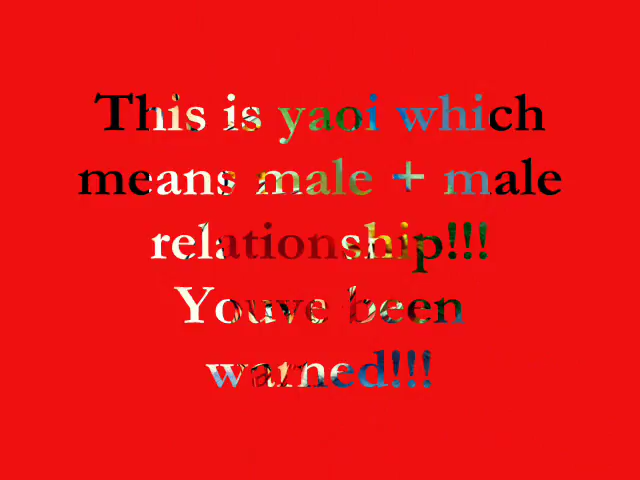 This is yaoi which
means male + male
relationship!!!
Youve been
warned!!!